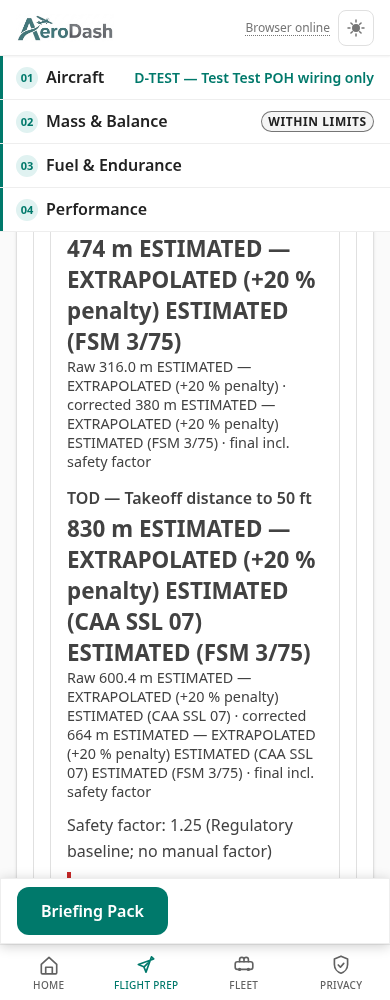 AeroDash
Browser online
01 Aircraft D-TEST — Test Test POH wiring only
02 Mass & Balance WITHIN LIMITS
03 Fuel & Endurance
04 Performance
474 m ESTIMATED —
EXTRAPOLATED (+20 %
penalty) ESTIMATED
(FSM 3/75)
Raw 316.0 m ESTIMATED —
EXTRAPOLATED (+20 % penalty) ·
corrected 380 m ESTIMATED —
EXTRAPOLATED (+20 % penalty)
ESTIMATED (FSM 3/75) · final incl.
safety factor
TOD — Takeoff distance to 50 ft
830 m ESTIMATED —
EXTRAPOLATED (+20 %
penalty) ESTIMATED
(CAA SSL 07)
ESTIMATED (FSM 3/75)
Raw 600.4 m ESTIMATED —
EXTRAPOLATED (+20 % penalty)
ESTIMATED (CAA SSL 07) · corrected
664 m ESTIMATED — EXTRAPOLATED
(+20 % penalty) ESTIMATED (CAA SSL
07) ESTIMATED (FSM 3/75) · final incl.
safety factor
Safety factor: 1.25 (Regulatory
baseline; no manual factor)
Briefing Pack
HOME FLIGHT PREP FLEET PRIVACY